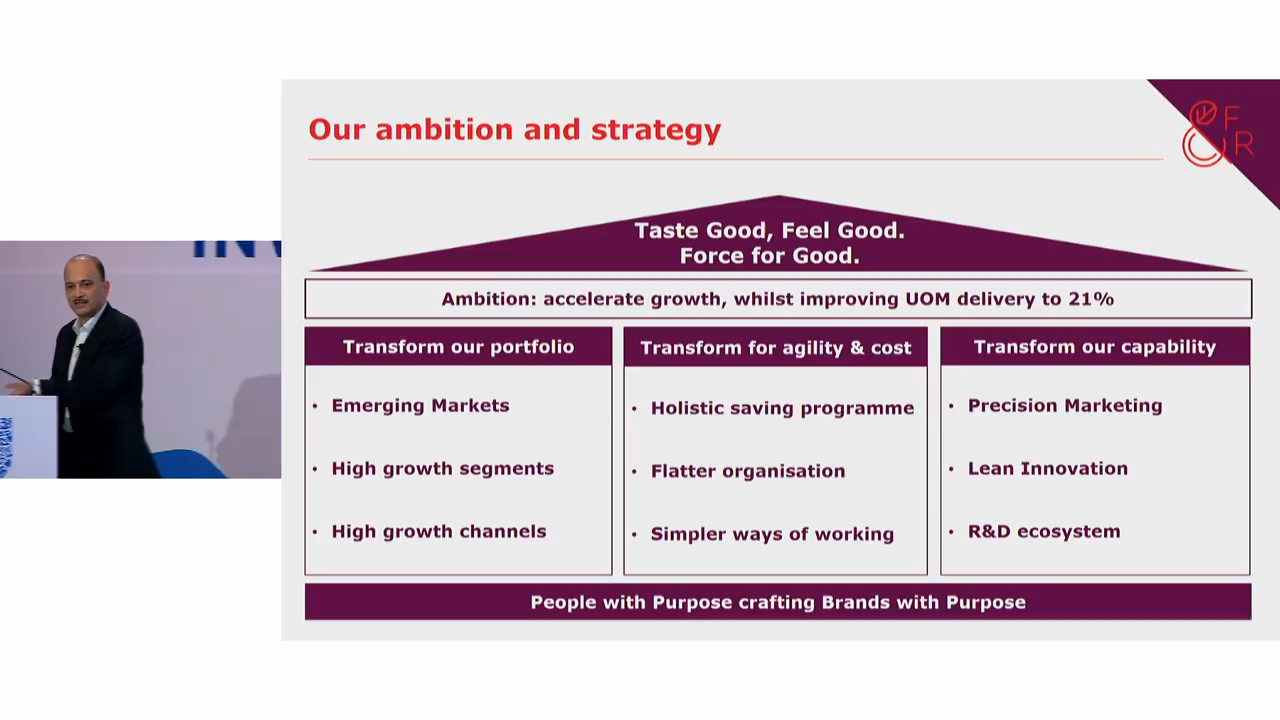 Our ambition and strategy
F
R
Taste Good, Feel Good.
Force for Good.
Ambition: accelerate growth, whilst improving UOM delivery to 21%
Transform our portfolio
• Emerging Markets
• High growth segments
• High growth channels
Transform for agility & cost
• Holistic saving programme
• Flatter organisation
• Simpler ways of working
Transform our capability
• Precision Marketing
• Lean Innovation
• R&D ecosystem
People with Purpose crafting Brands with Purpose